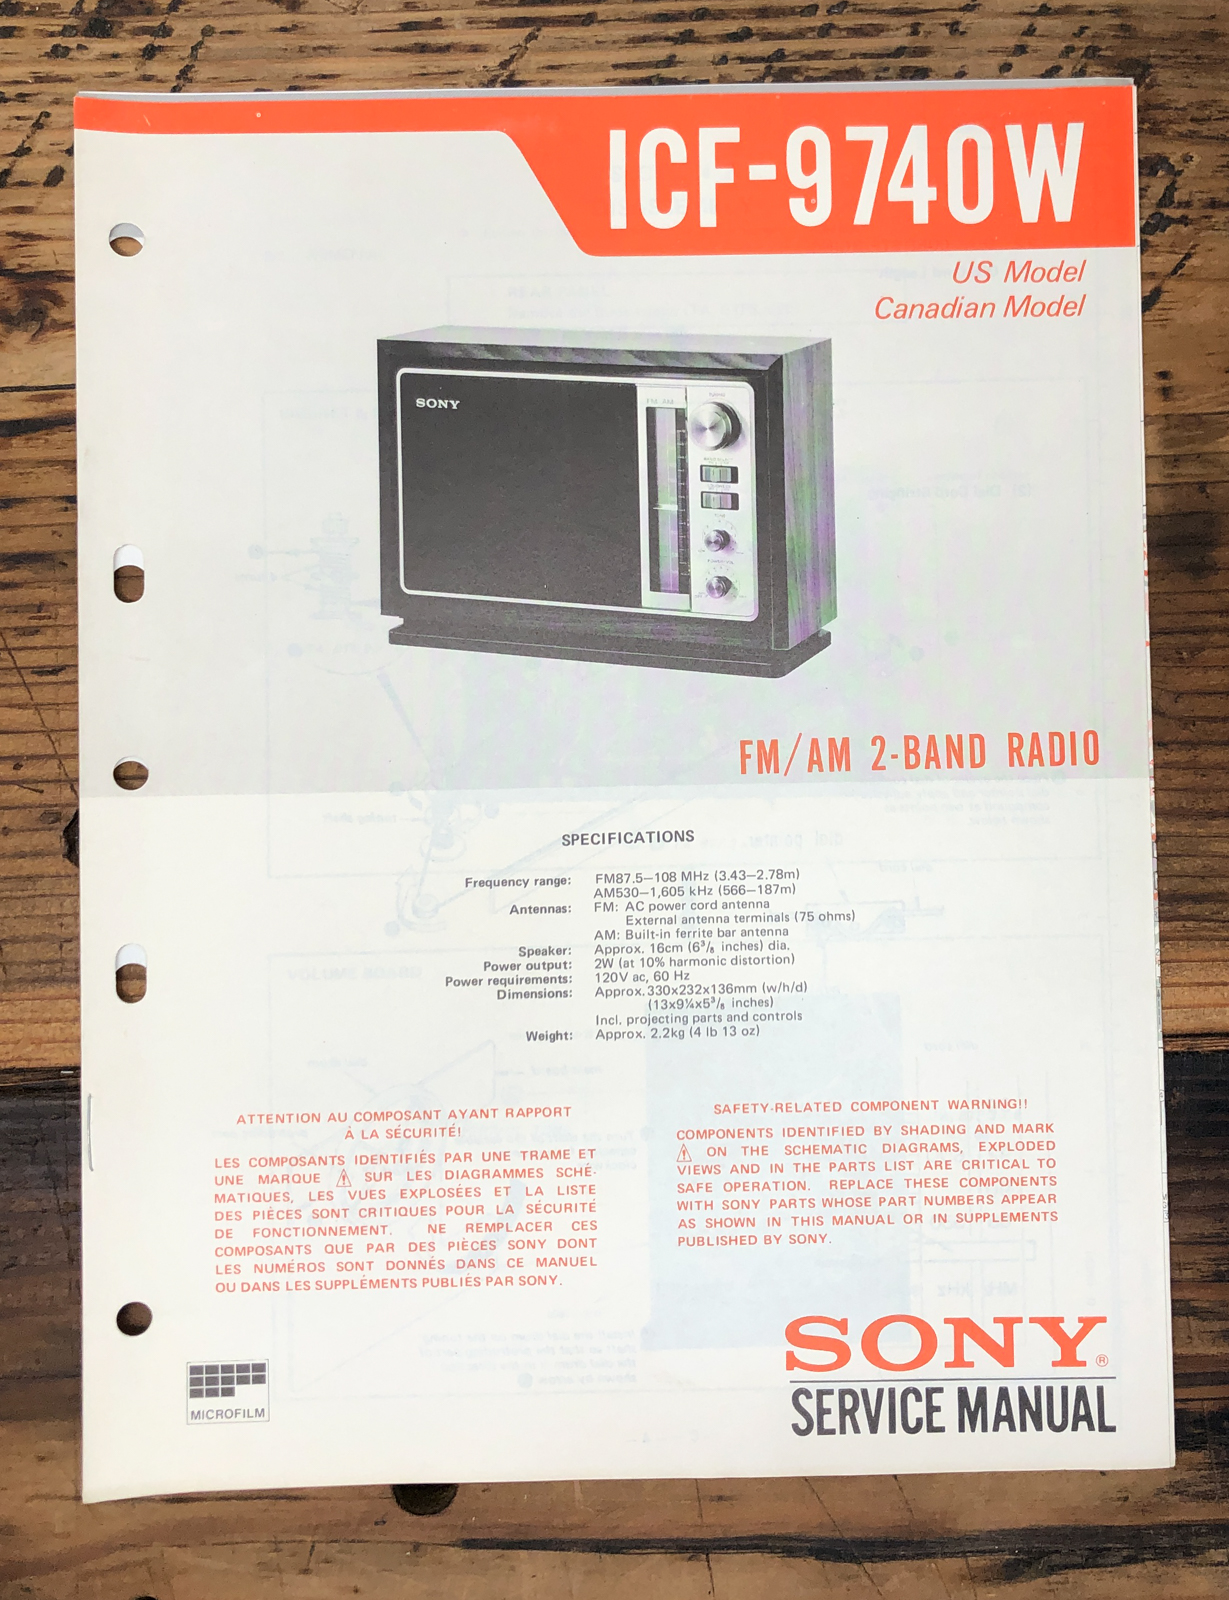 ICF-9740W
US Model
Canadian Model
SONY
FM AM
FM/AM 2-BAND RADIO
SPECIFICATIONS
Frequency range: FM87.5–108 MHz (3.43–2.78m)
AM530–1,605 kHz (566–187m)
Antennas: FM: AC power cord antenna
External antenna terminals (75 ohms)
AM: Built-in ferrite bar antenna
Speaker: Approx. 16cm (6³/₈ inches) dia.
Power output: 2W (at 10% harmonic distortion)
Power requirements: 120V ac, 60 Hz
Dimensions: Approx. 330x232x136mm (w/h/d)
(13x9¼x5³/₈ inches)
Incl. projecting parts and controls
Weight: Approx. 2.2kg (4 lb 13 oz)
ATTENTION AU COMPOSANT AYANT RAPPORT
À LA SÉCURITÉ!
LES COMPOSANTS IDENTIFIÉS PAR UNE TRAME ET
UNE MARQUE ⚠ SUR LES DIAGRAMMES SCHÉ-
MATIQUES, LES VUES EXPLOSÉES ET LA LISTE
DES PIÈCES SONT CRITIQUES POUR LA SÉCURITÉ
DE FONCTIONNEMENT. NE REMPLACER CES
COMPOSANTS QUE PAR DES PIÈCES SONY DONT
LES NUMÉROS SONT DONNÉS DANS CE MANUEL
OU DANS LES SUPPLÉMENTS PUBLIÉS PAR SONY.
SAFETY-RELATED COMPONENT WARNING!!
COMPONENTS IDENTIFIED BY SHADING AND MARK
⚠ ON THE SCHEMATIC DIAGRAMS, EXPLODED
VIEWS AND IN THE PARTS LIST ARE CRITICAL TO
SAFE OPERATION. REPLACE THESE COMPONENTS
WITH SONY PARTS WHOSE PART NUMBERS APPEAR
AS SHOWN IN THIS MANUAL OR IN SUPPLEMENTS
PUBLISHED BY SONY.
MICROFILM
SONY®
SERVICE MANUAL